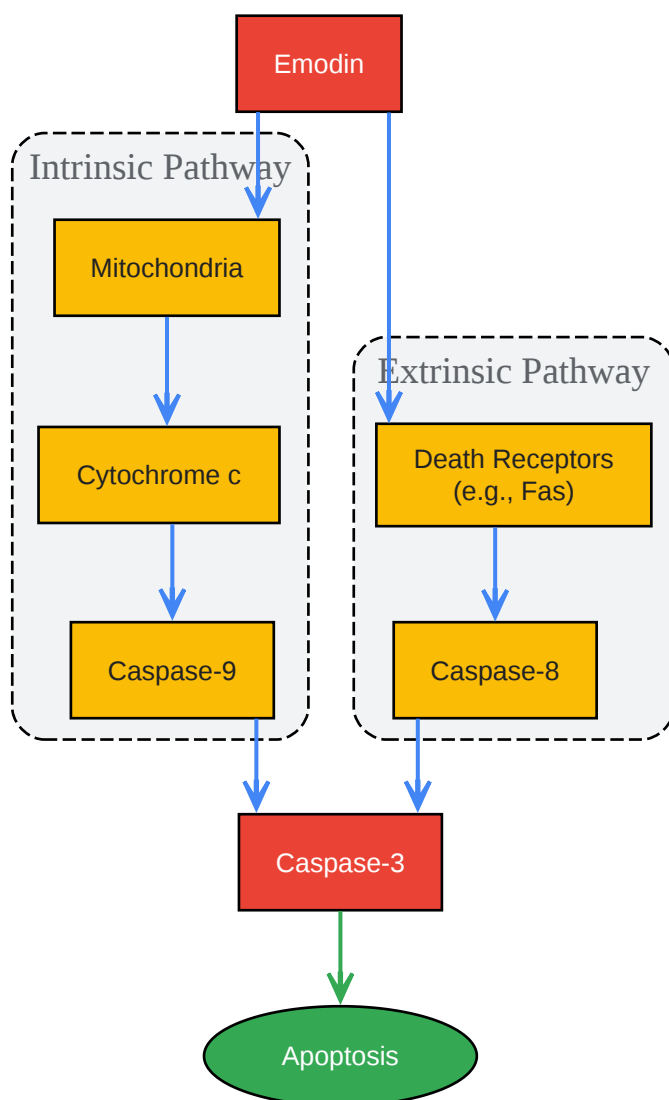 Emodin
Intrinsic Pathway
Mitochondria
Extrinsic Pathway
Cytochrome c
Death Receptors
(e.g., Fas)
Caspase-9
Caspase-8
Caspase-3
Apoptosis